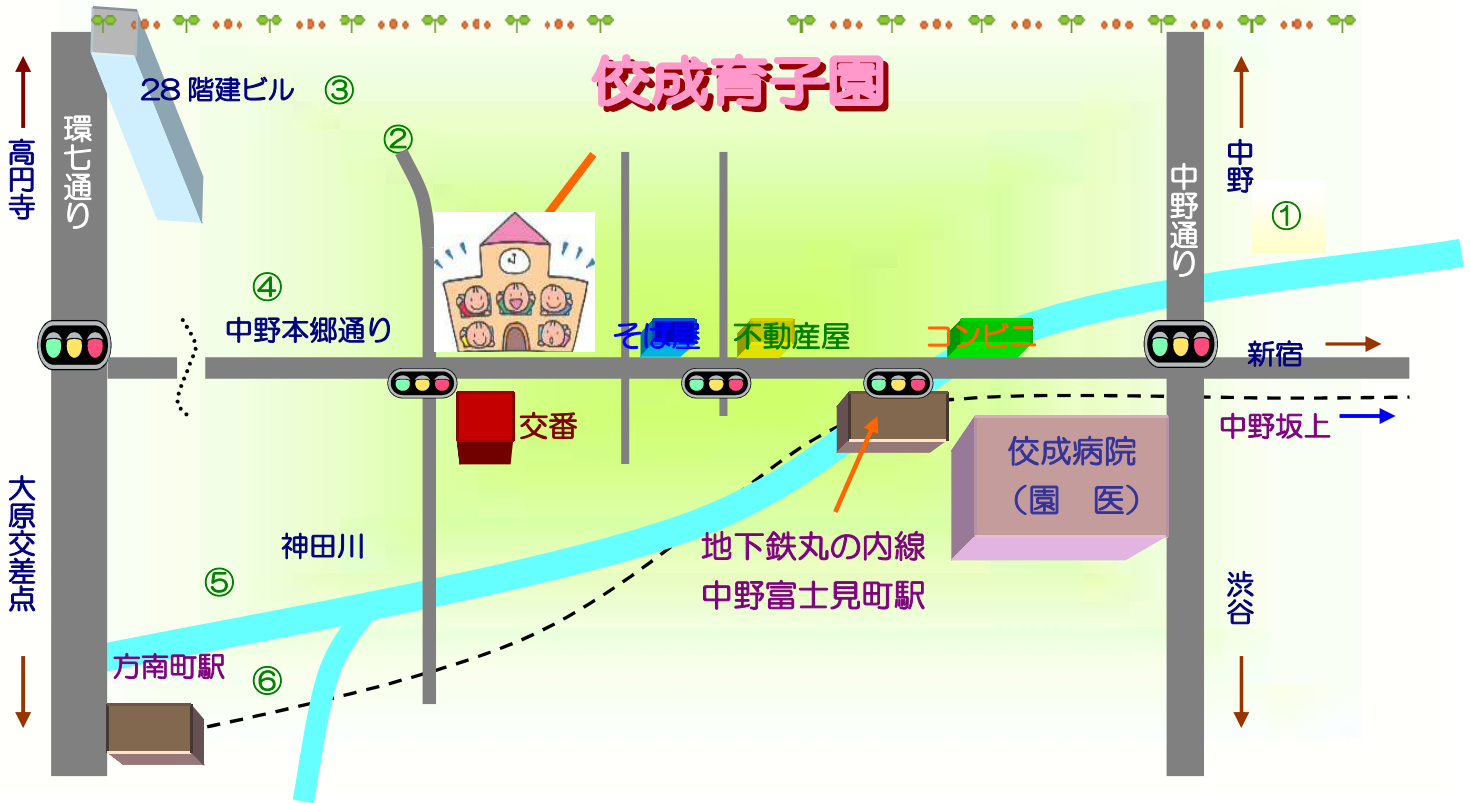 佼成育子園
28 階建ビル
③
②
高円寺
環七通り
中野通り
中野
①
④
中野本郷通り
そば屋
不動産屋
コンビニ
新宿
中野坂上
交番
佼成病院
（園　医）
大原交差点
神田川
地下鉄丸の内線
中野富士見町駅
⑤
渋谷
方南町駅
⑥